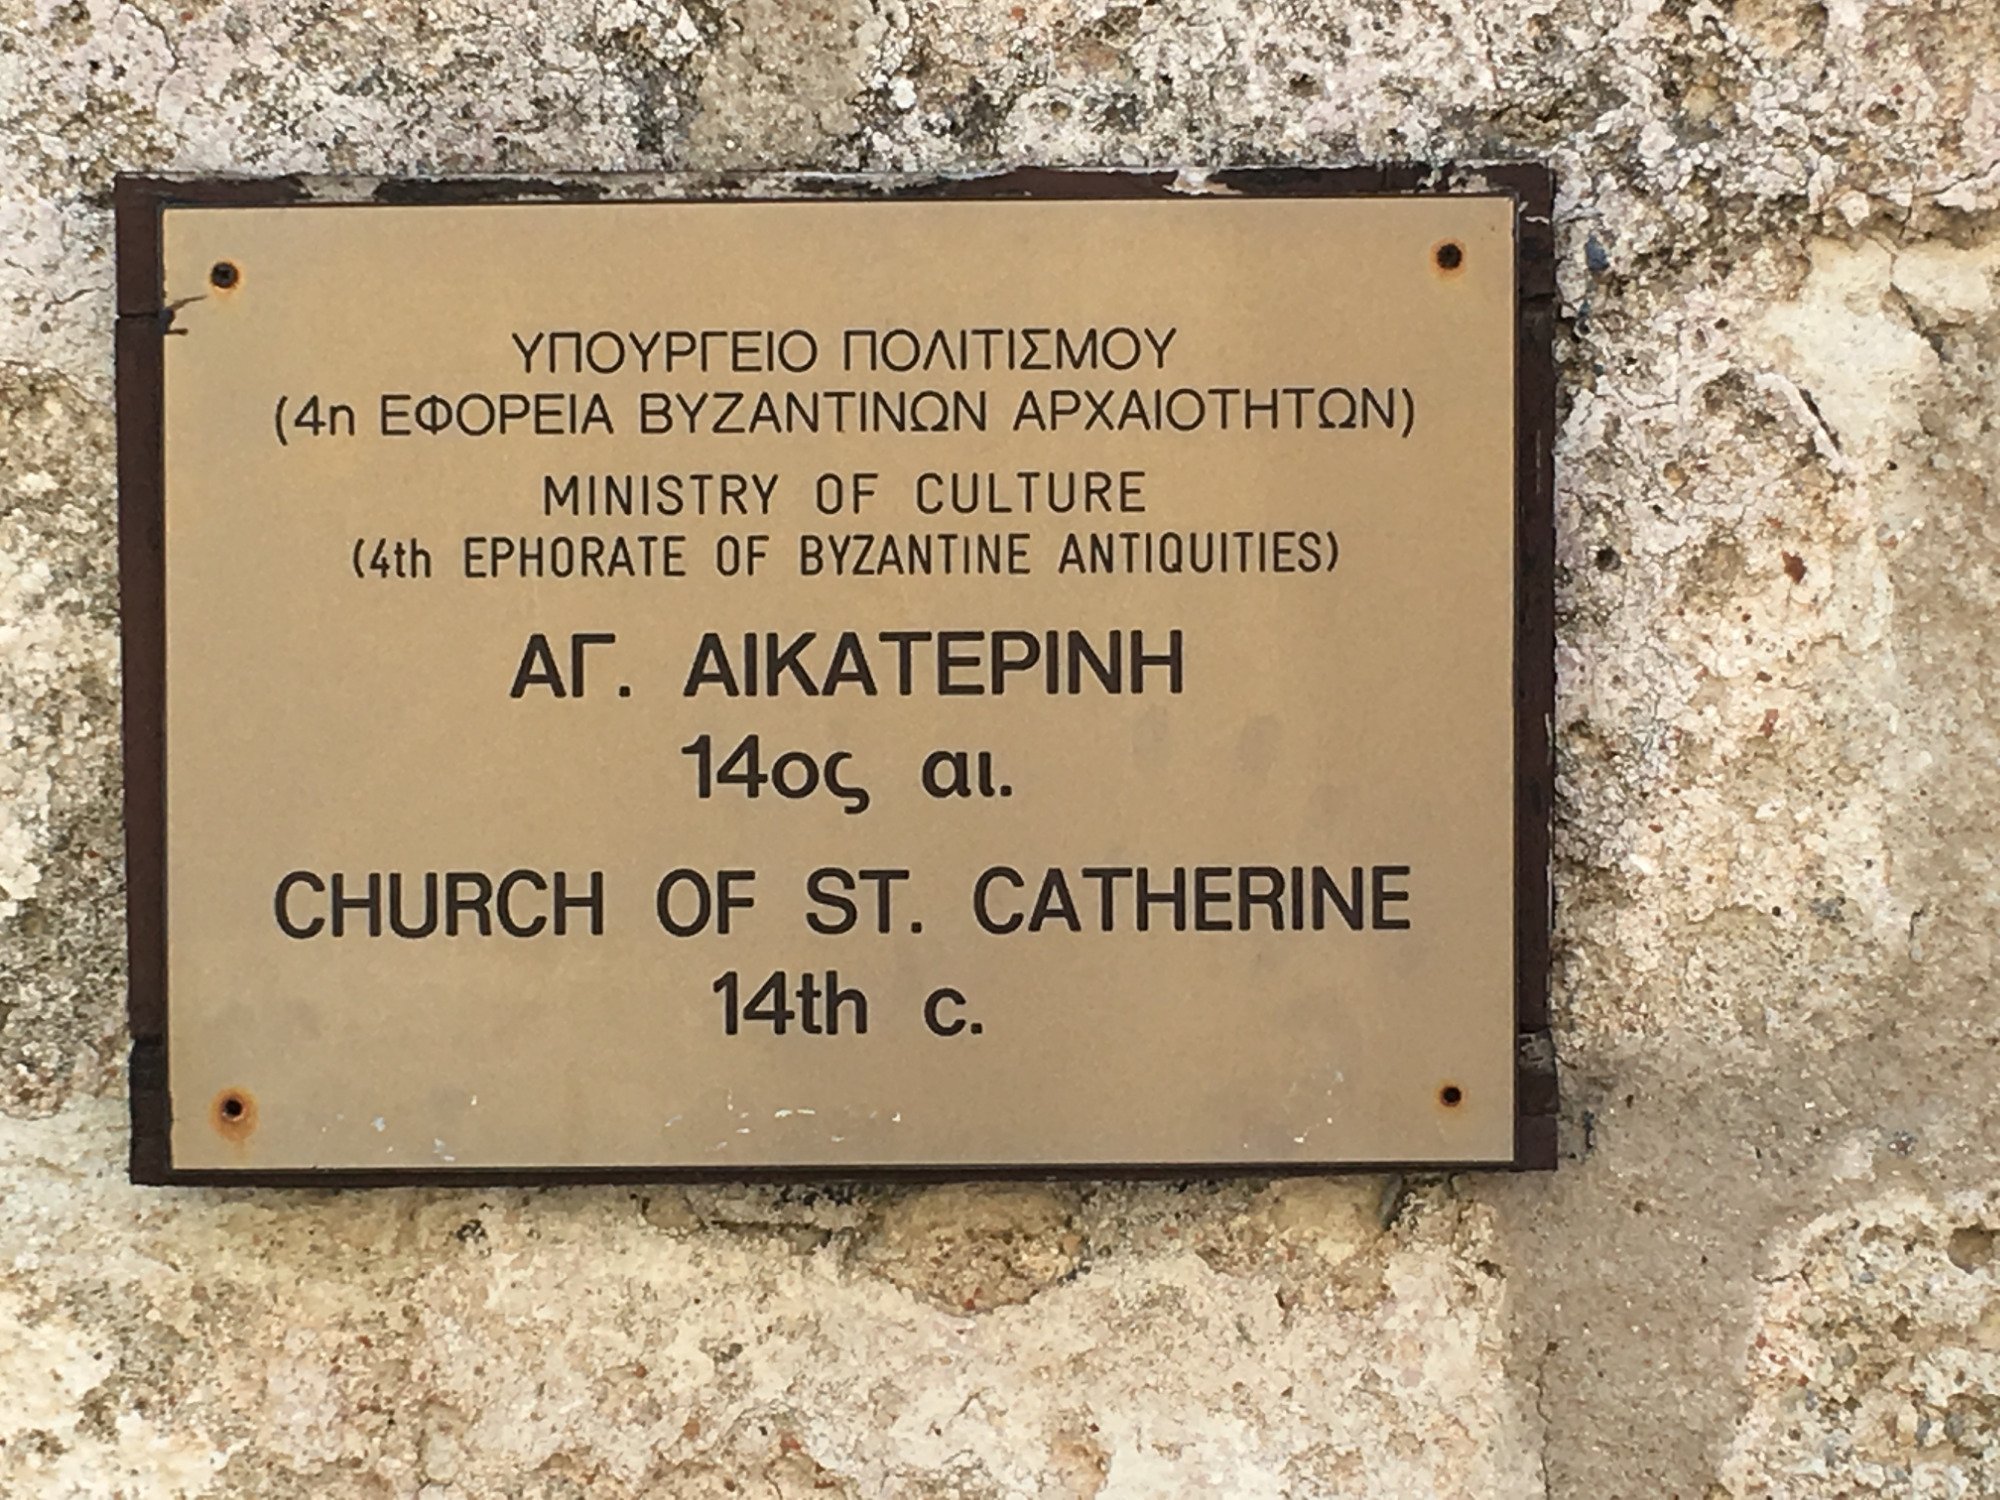 ΥΠΟΥΡΓΕΙΟ ΠΟΛΙΤΙΣΜΟΥ
(4η ΕΦΟΡΕΙΑ ΒΥΖΑΝΤΙΝΩΝ ΑΡΧΑΙΟΤΗΤΩΝ)
MINISTRY OF CULTURE
(4th EPHORATE OF BYZANTINE ANTIQUITIES)
ΑΓ. ΑΙΚΑΤΕΡΙΝΗ
14ος αι.
CHURCH OF ST. CATHERINE
14th c.